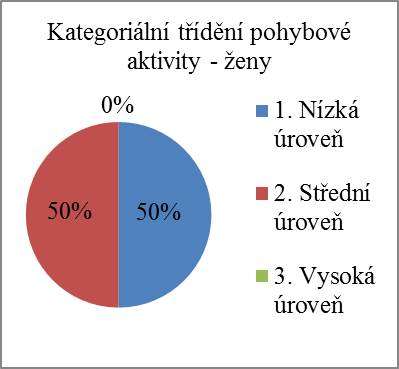 Kategoriální třídění pohybové
aktivity - ženy
0%
50%
50%
1. Nízká
úroveň
2. Střední
úroveň
3. Vysoká
úroveň